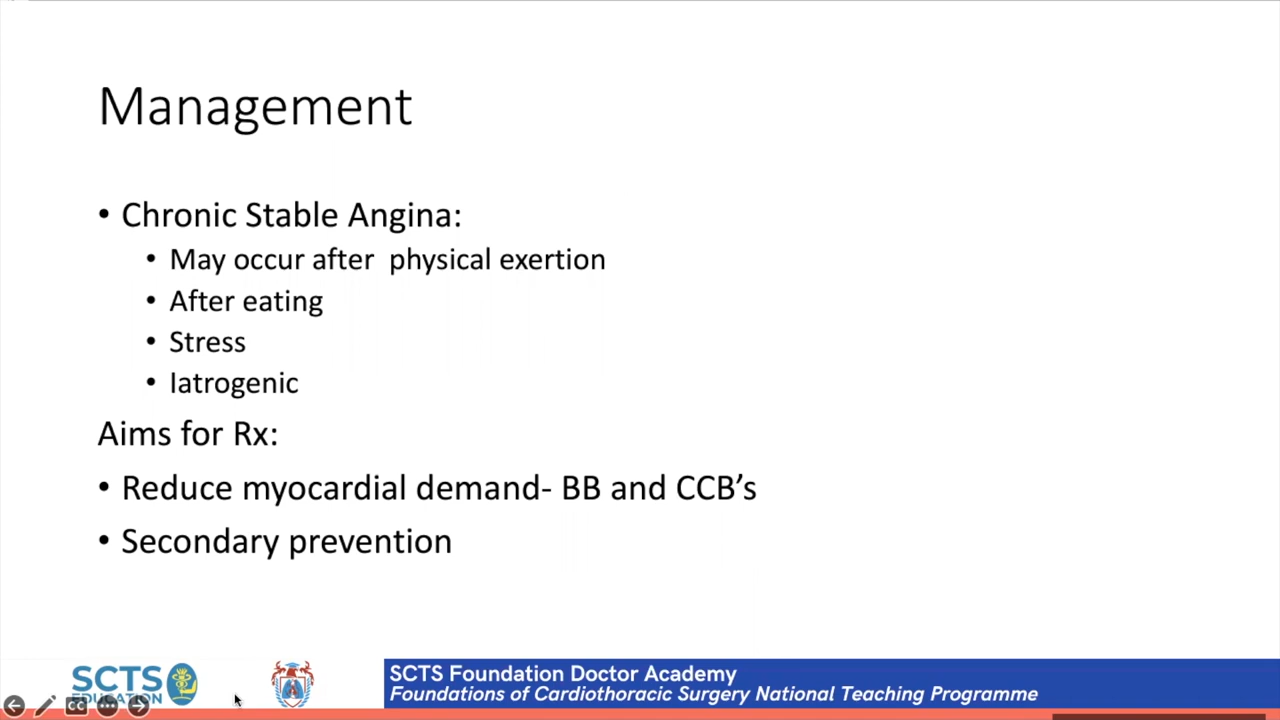 Management
• Chronic Stable Angina:
• May occur after  physical exertion
• After eating
• Stress
• Iatrogenic
Aims for Rx:
• Reduce myocardial demand- BB and CCB’s
• Secondary prevention
SCTS
EDUCATION
SCTS Foundation Doctor Academy
Foundations of Cardiothoracic Surgery National Teaching Programme
CC